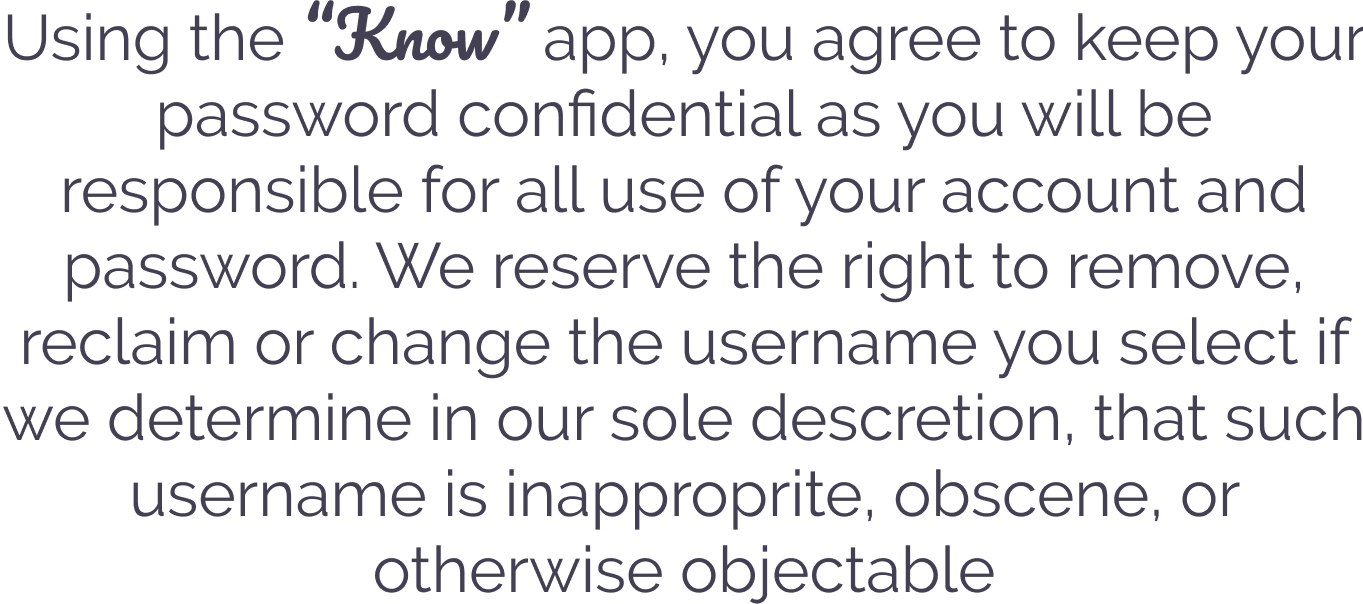 Using the “Know” app, you agree to keep your
password confidential as you will be
responsible for all use of your account and
password. We reserve the right to remove,
reclaim or change the username you select if
we determine in our sole descretion, that such
username is inapproprite, obscene, or
otherwise objectable